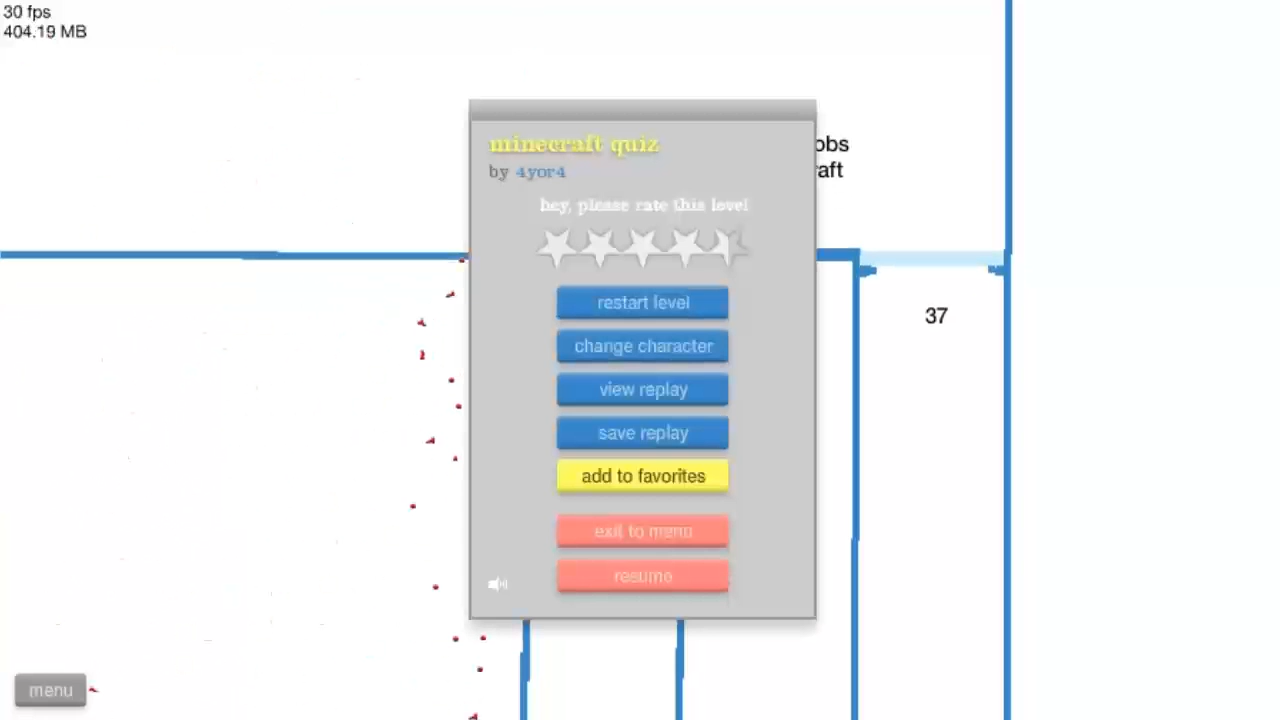 30 fps
404.19 MB
minecraft quiz
by 4yor4
hey, please rate this level
restart level
change character
view replay
save replay
add to favorites
exit to menu
resume
obs
raft
37
menu